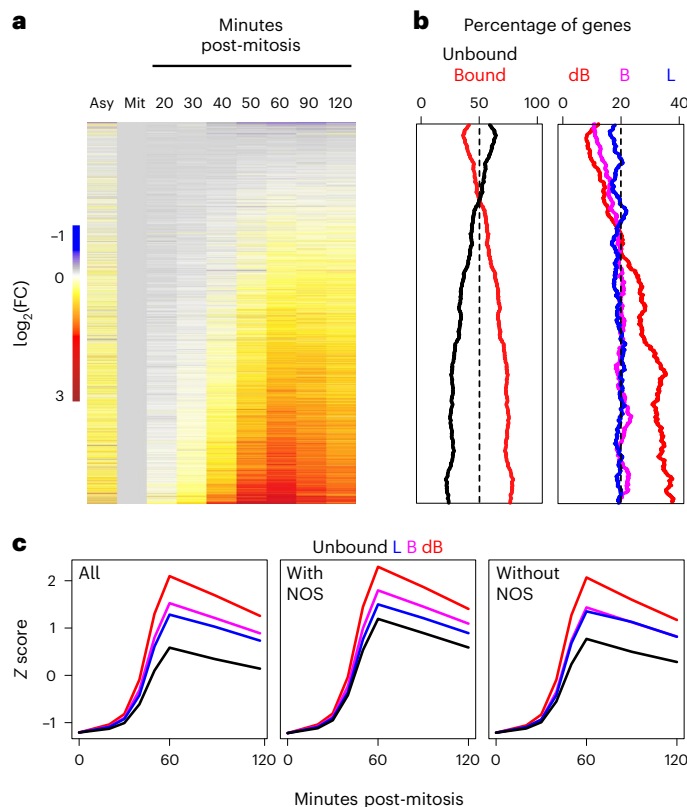 a
Minutes
post-mitosis
Asy Mit 20 30 40 50 60 90 120
–1
0
3
log2(FC)
b
Percentage of genes
Unbound
Bound
dB B L
0 50 100
0 20 40
c
Unbound L B dB
All
With
NOS
Without
NOS
Z score
2
1
0
–1
0 60 120
0 60 120
0 60 120
Minutes post-mitosis